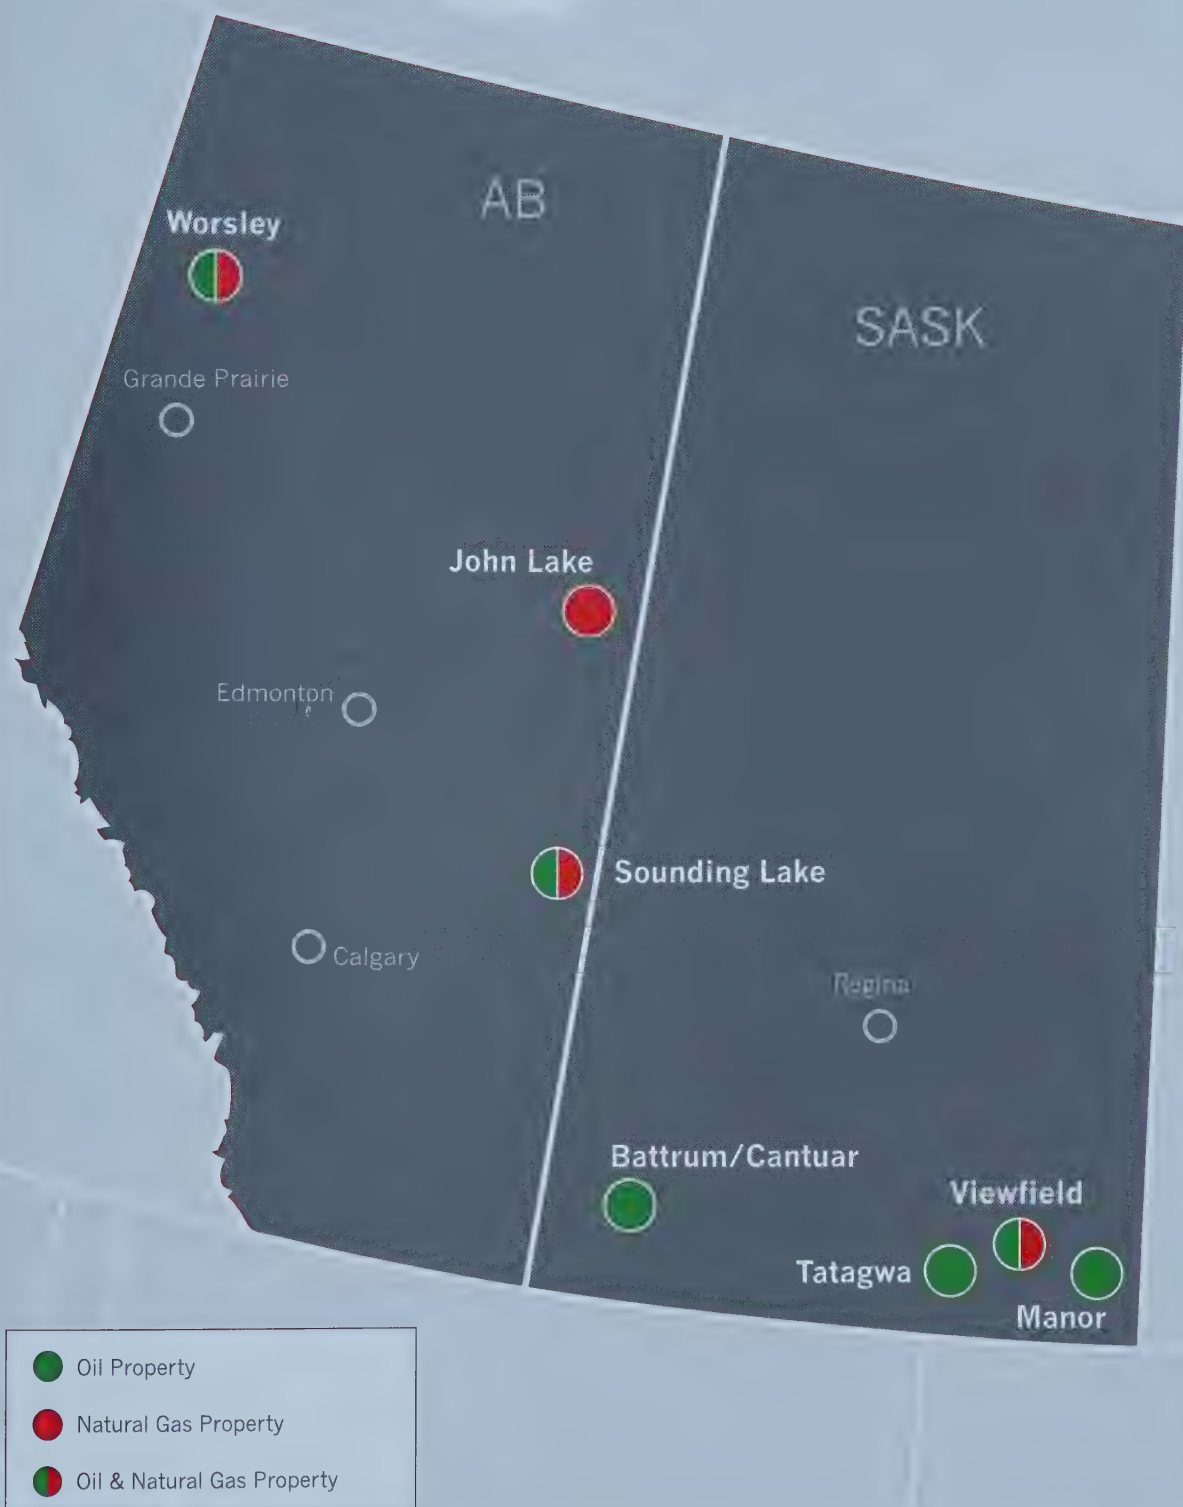 AB
Worsley
SASK
Grande Prairie
John Lake
Edmonton
Sounding Lake
Calgary
Regina
Battrum/Cantuar
Viewfield
Tatagwa
Manor
Oil Property
Natural Gas Property
Oil & Natural Gas Property